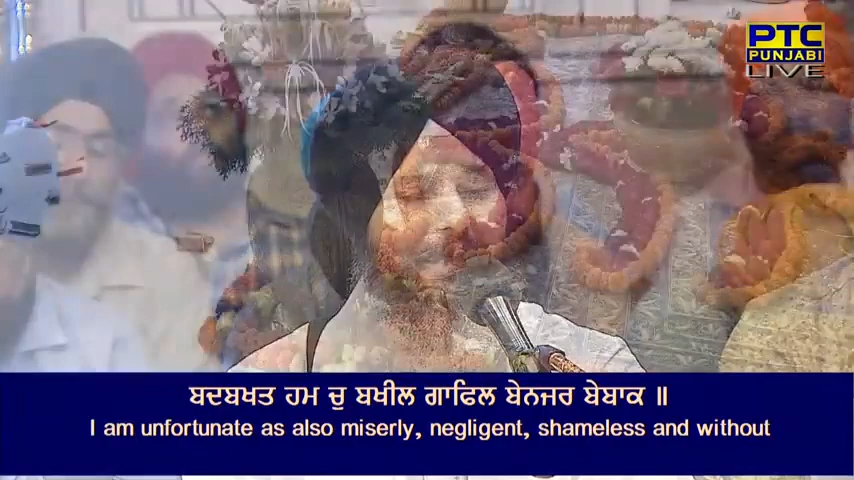 PTC
PUNJABI
LIVE
ਬਦਬਖਤ ਹਮ ਚੁ ਬਖੀਲ ਗਾਫਿਲ ਬੇਨਜਰ ਬੇਬਾਕ ॥
I am unfortunate as also miserly, negligent, shameless and without